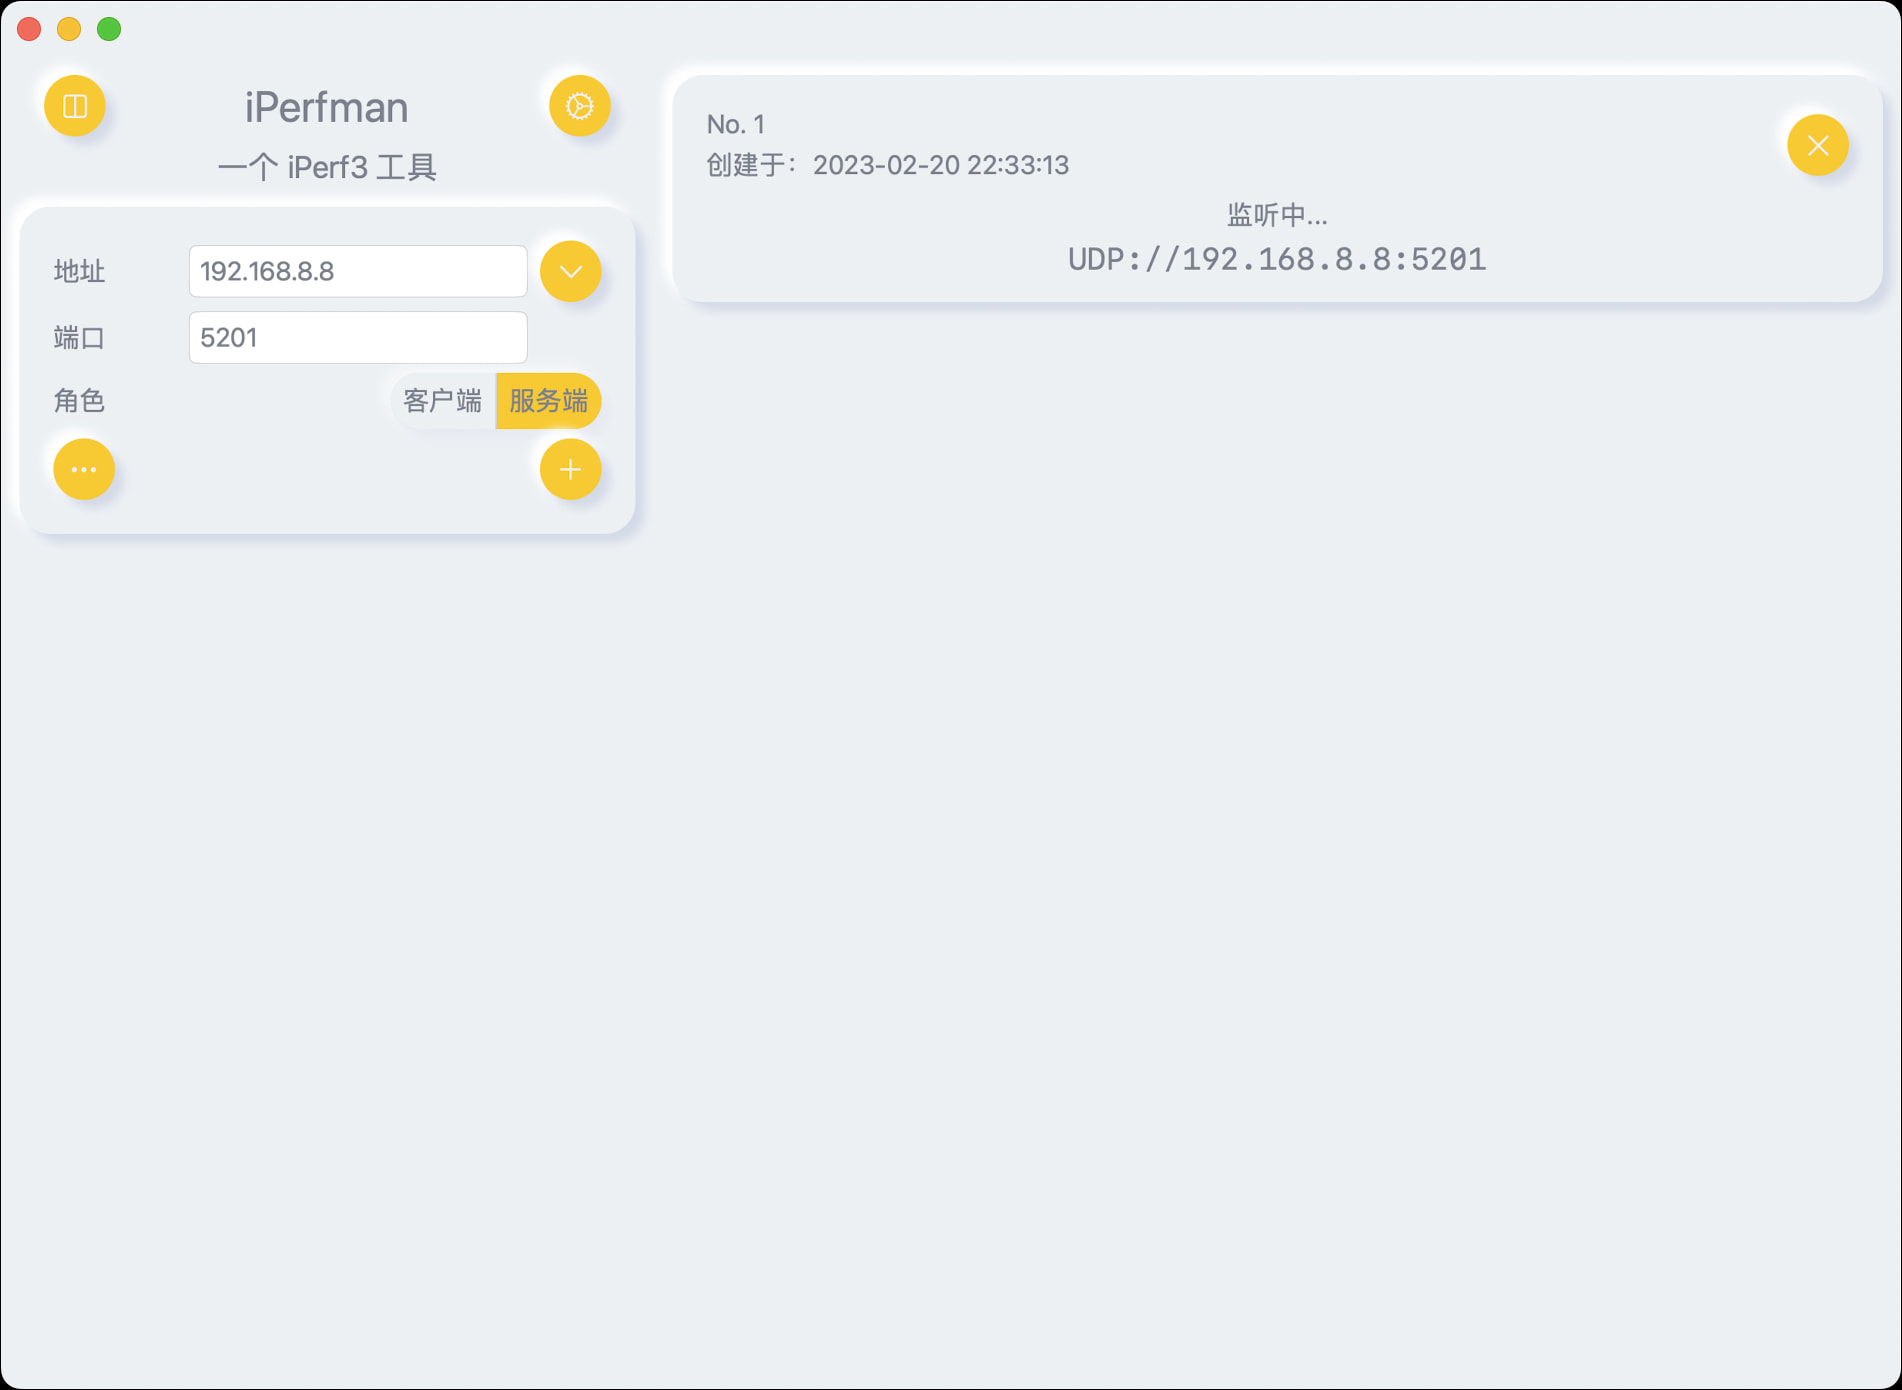 iPerfman
一个 iPerf3 工具
地址
192.168.8.8
端口
5201
角色
客户端
服务端
No. 1
创建于：2023-02-20 22:33:13
监听中...
UDP://192.168.8.8:5201